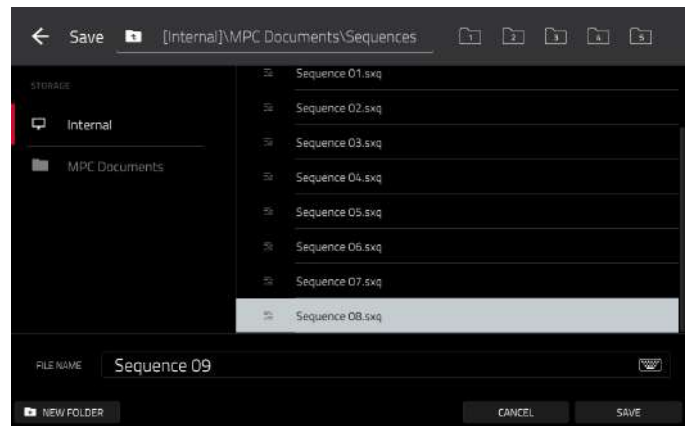 Save [Internal]\MPC Documents\Sequences 1 2 3 4 5
STORAGE
Internal
MPC Documents
Sequence 01.sxq
Sequence 02.sxq
Sequence 03.sxq
Sequence 04.sxq
Sequence 05.sxq
Sequence 06.sxq
Sequence 07.sxq
Sequence 08.sxq
FILE NAME Sequence 09
NEW FOLDER CANCEL SAVE